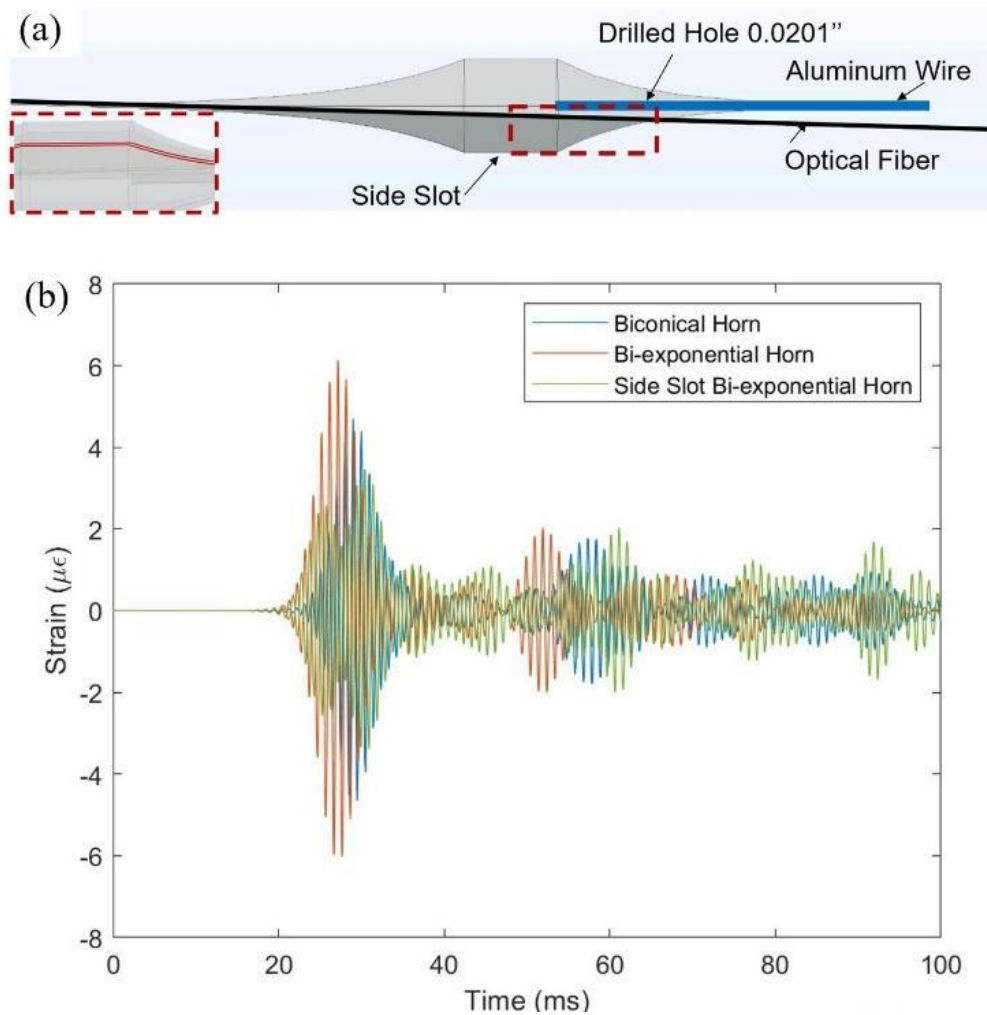 (a)
Drilled Hole 0.0201’’
Aluminum Wire
Optical Fiber
Side Slot
(b)
8
6
4
2
0
-2
-4
-6
-8
Strain (με)
Biconical Horn
Bi-exponential Horn
Side Slot Bi-exponential Horn
0 20 40 60 80 100
Time (ms)